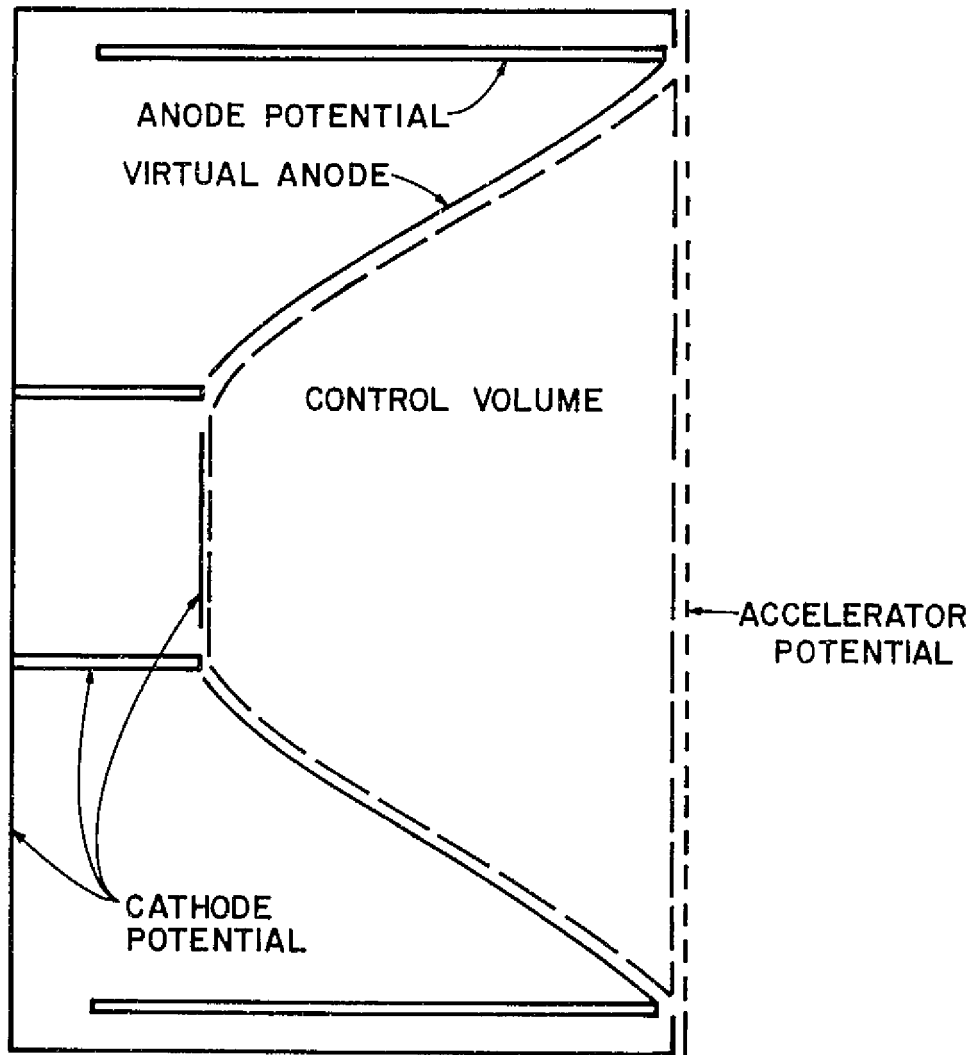 ANODE POTENTIAL
VIRTUAL ANODE
CONTROL VOLUME
ACCELERATOR
POTENTIAL
CATHODE
POTENTIAL